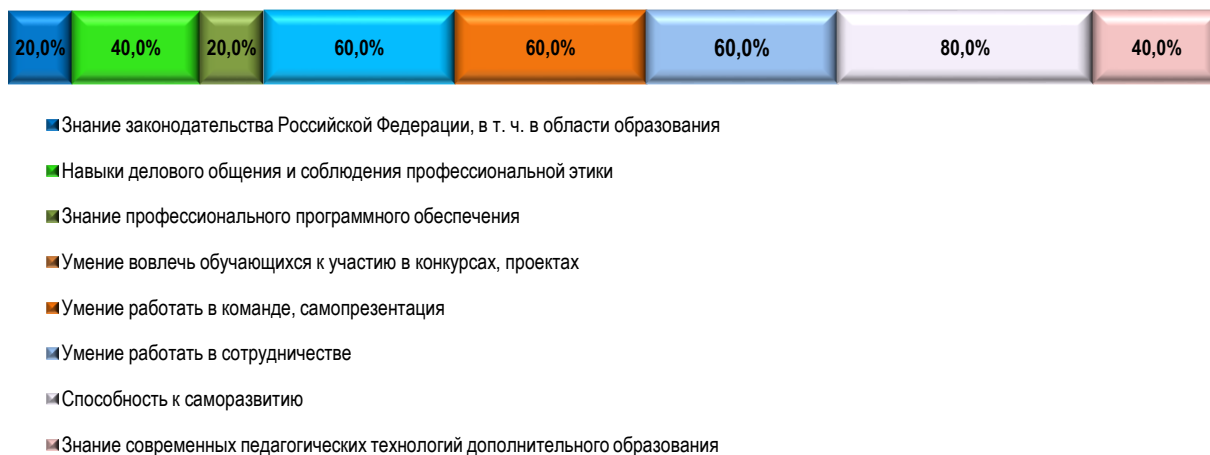 20,0% 40,0% 20,0% 60,0% 60,0% 60,0% 80,0% 40,0%
Знание законодательства Российской Федерации, в т. ч. в области образования
Навыки делового общения и соблюдения профессиональной этики
Знание профессионального программного обеспечения
Умение вовлечь обучающихся к участию в конкурсах, проектах
Умение работать в команде, самопрезентация
Умение работать в сотрудничестве
Способность к саморазвитию
Знание современных педагогических технологий дополнительного образования